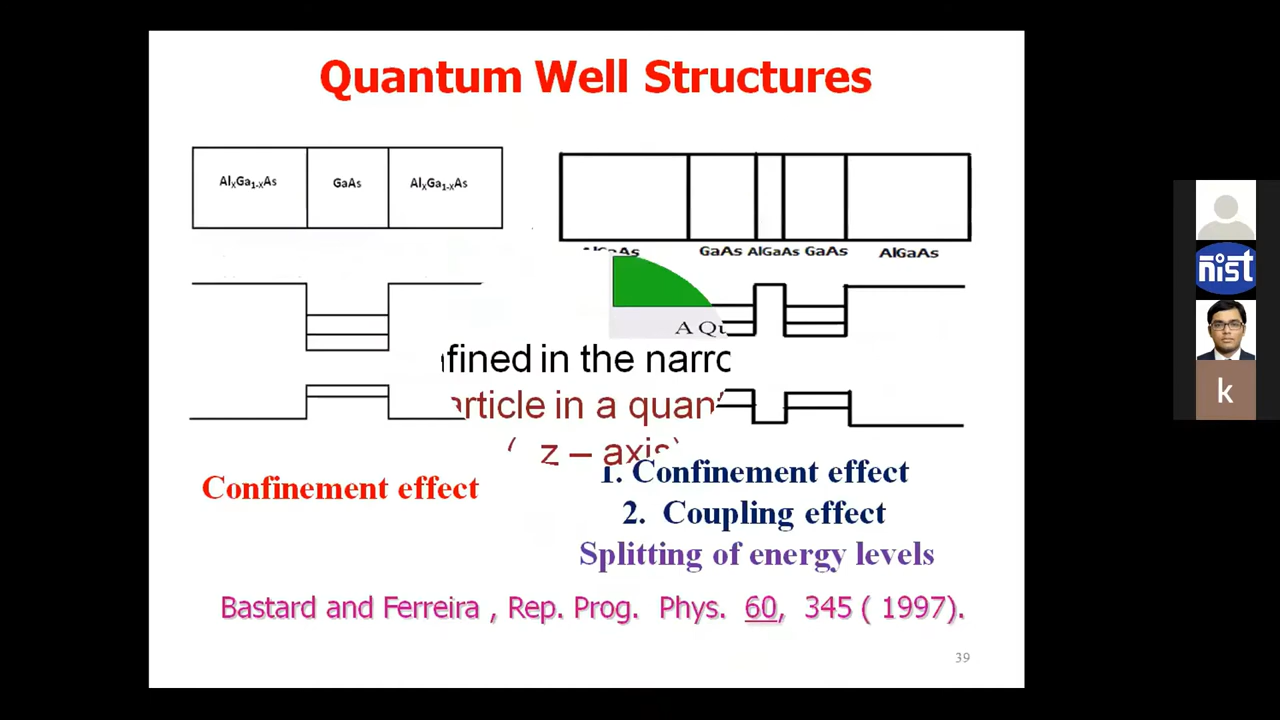 Quantum Well Structures
AlxGa1-xAs GaAs AlxGa1-xAs
GaAs AlGaAs GaAs AlGaAs
A Qu
fined in the narro
article in a quan
( z – axis)
Confinement effect
1. Confinement effect
2. Coupling effect
Splitting of energy levels
Bastard and Ferreira , Rep. Prog. Phys. 60, 345 ( 1997).
39
nist
k